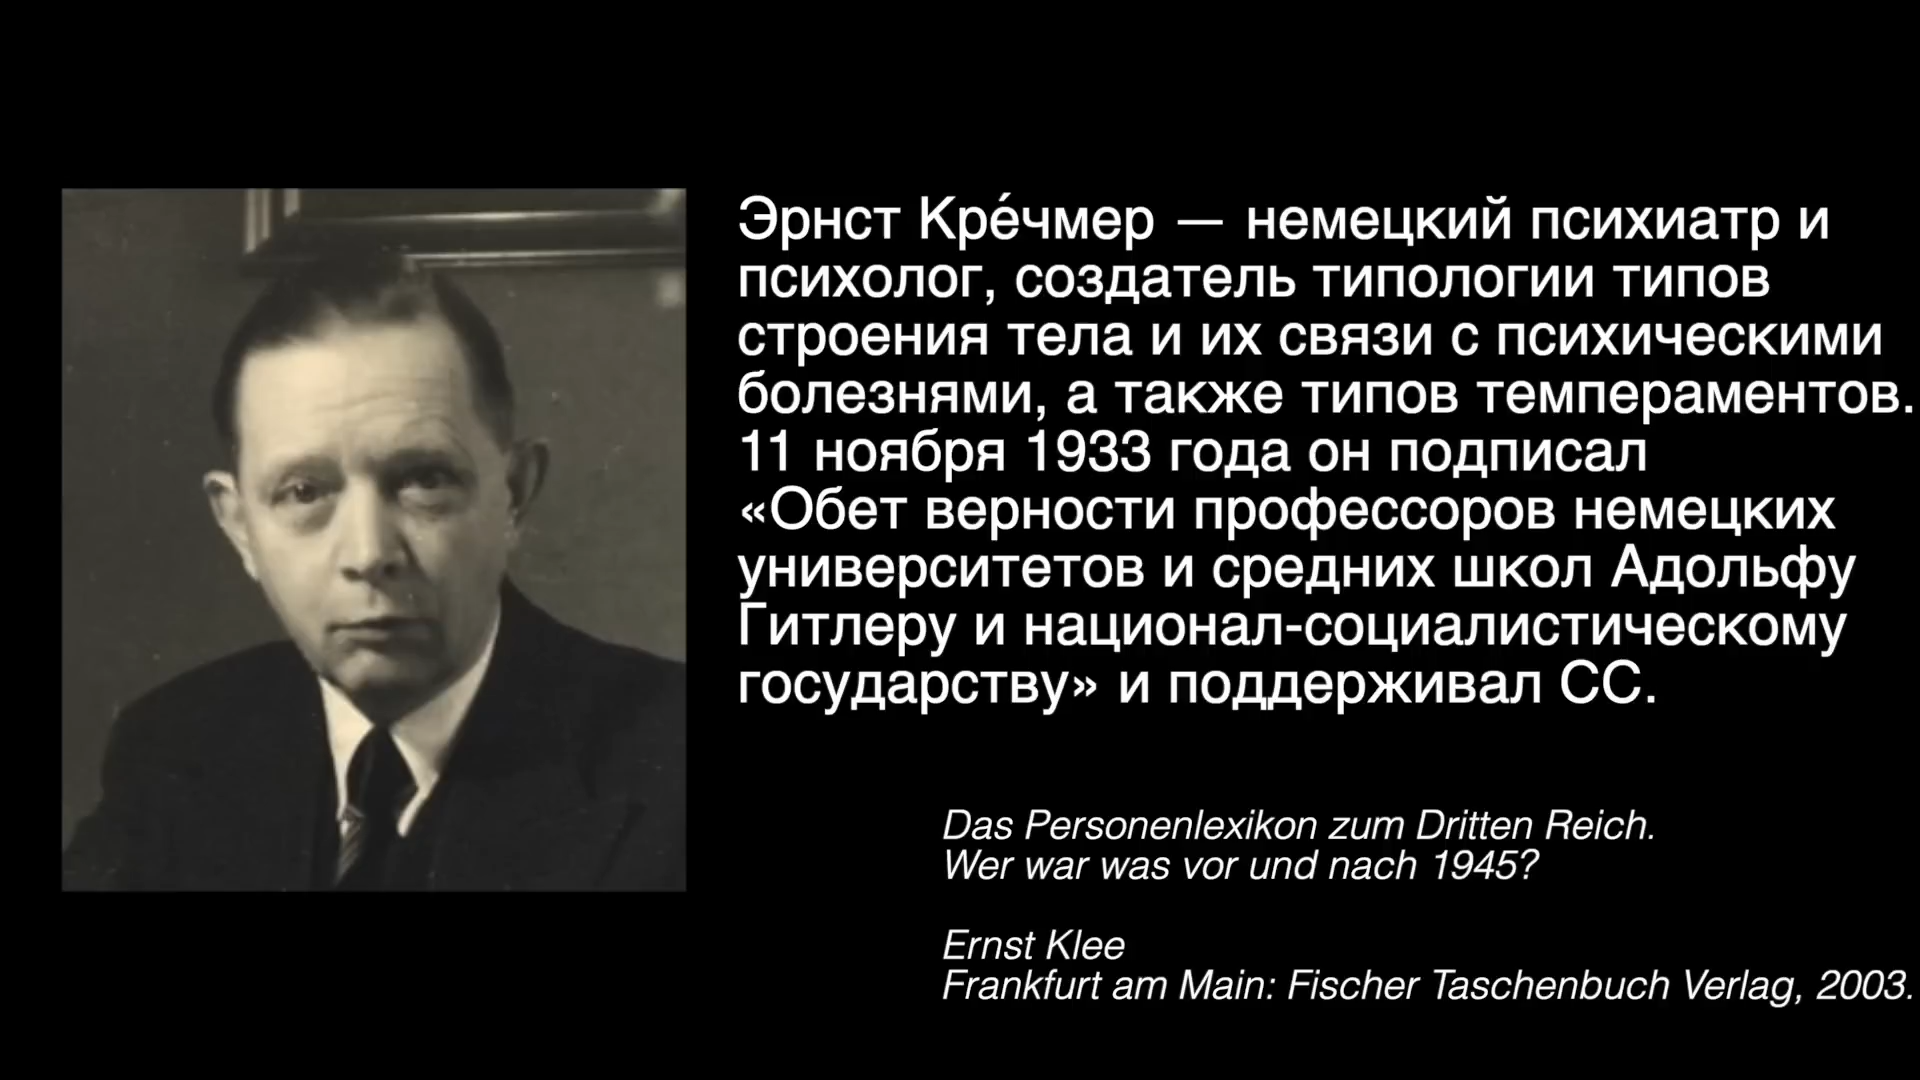 Эрнст Кре́чмер — немецкий психиатр и
психолог, создатель типологии типов
строения тела и их связи с психическими
болезнями, а также типов темпераментов.
11 ноября 1933 года он подписал
«Обет верности профессоров немецких
университетов и средних школ Адольфу
Гитлеру и национал-социалистическому
государству» и поддерживал СС.
Das Personenlexikon zum Dritten Reich.
Wer war was vor und nach 1945?
Ernst Klee
Frankfurt am Main: Fischer Taschenbuch Verlag, 2003.